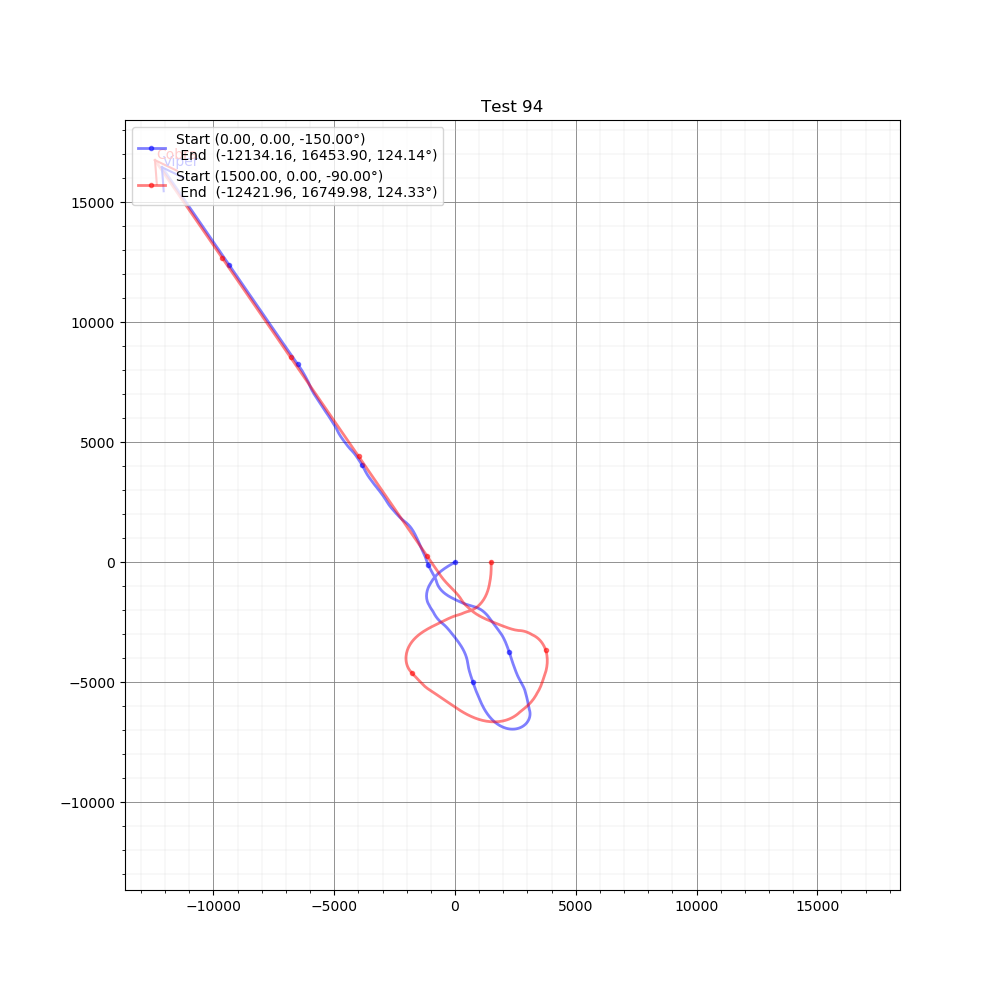 Test 94
Start (0.00, 0.00, -150.00°)
End (-12134.16, 16453.90, 124.14°)
Start (1500.00, 0.00, -90.00°)
End (-12421.96, 16749.98, 124.33°)
Viper
15000
10000
5000
0
−5000
−10000
−10000
−5000
0
5000
10000
15000